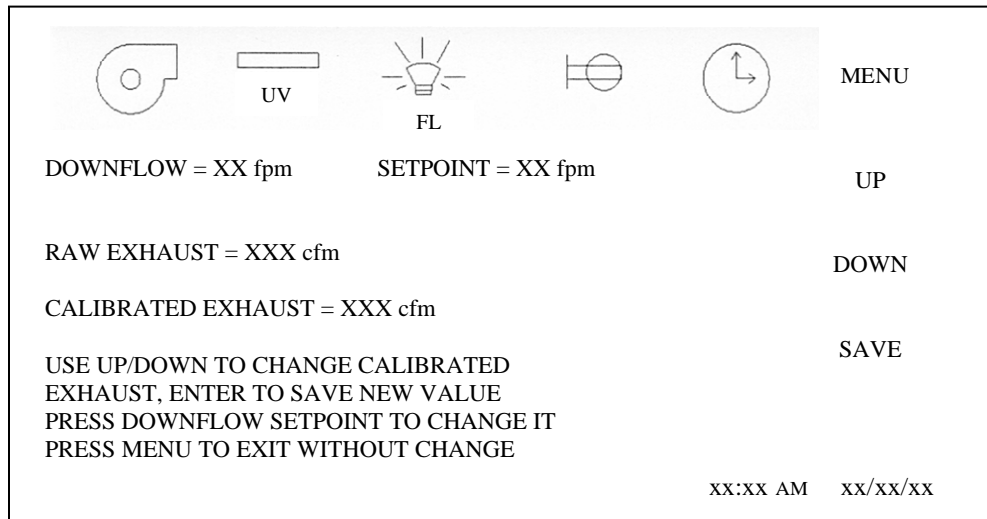 MENU
UV
FL
DOWNFLOW = XX fpm SETPOINT = XX fpm
UP
RAW EXHAUST = XXX cfm
DOWN
CALIBRATED EXHAUST = XXX cfm
SAVE
USE UP/DOWN TO CHANGE CALIBRATED
EXHAUST, ENTER TO SAVE NEW VALUE
PRESS DOWNFLOW SETPOINT TO CHANGE IT
PRESS MENU TO EXIT WITHOUT CHANGE
xx:xx AM xx/xx/xx